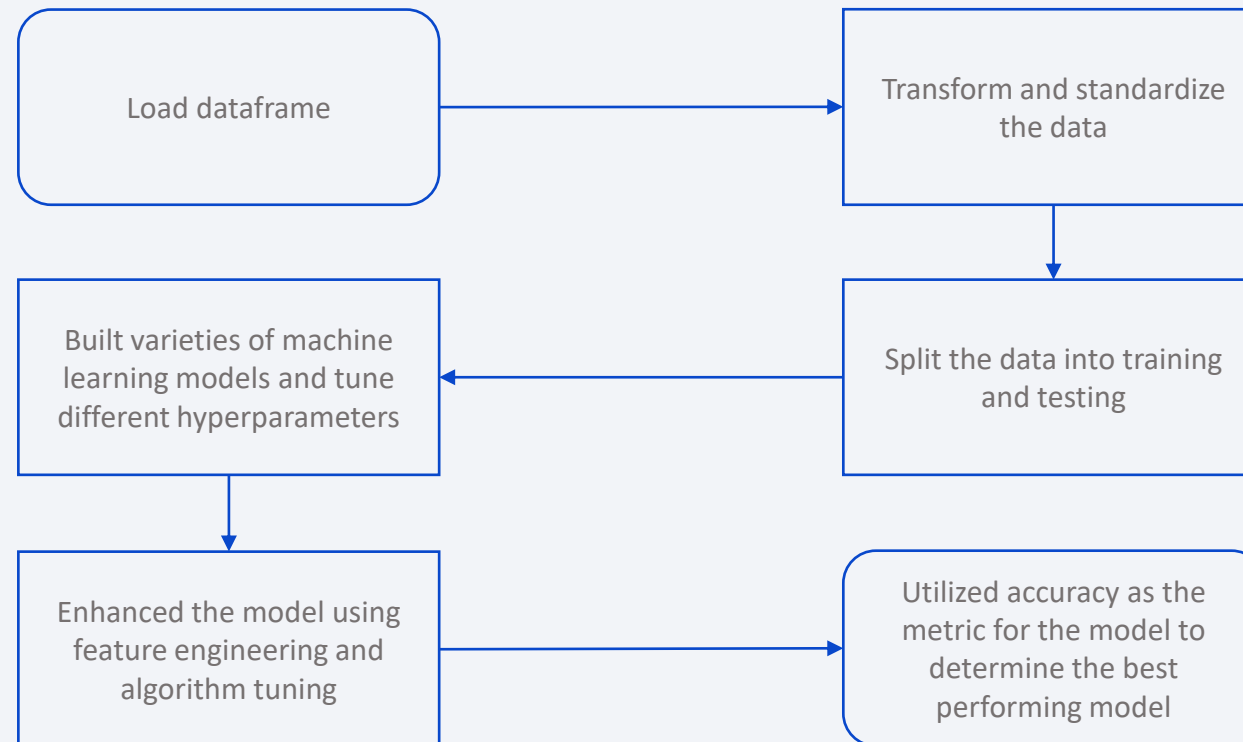 Load dataframe
Transform and standardize
the data
Split the data into training
and testing
Built varieties of machine
learning models and tune
different hyperparameters
Enhanced the model using
feature engineering and
algorithm tuning
Utilized accuracy as the
metric for the model to
determine the best
performing model